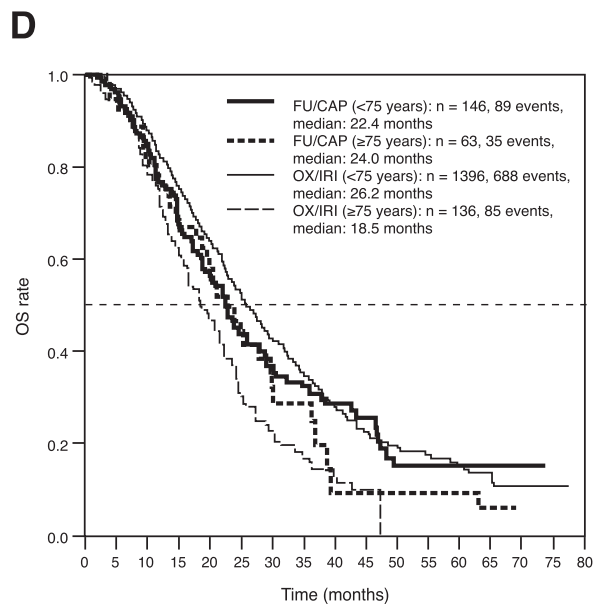 D
1.0
0.8
0.6
0.4
0.2
0.0
OS rate
FU/CAP (<75 years): n = 146, 89 events,
median: 22.4 months
FU/CAP (≥75 years): n = 63, 35 events,
median: 24.0 months
OX/IRI (<75 years): n = 1396, 688 events,
median: 26.2 months
OX/IRI (≥75 years): n = 136, 85 events,
median: 18.5 months
0 5 10 15 20 25 30 35 40 45 50 55 60 65 70 75 80
Time (months)